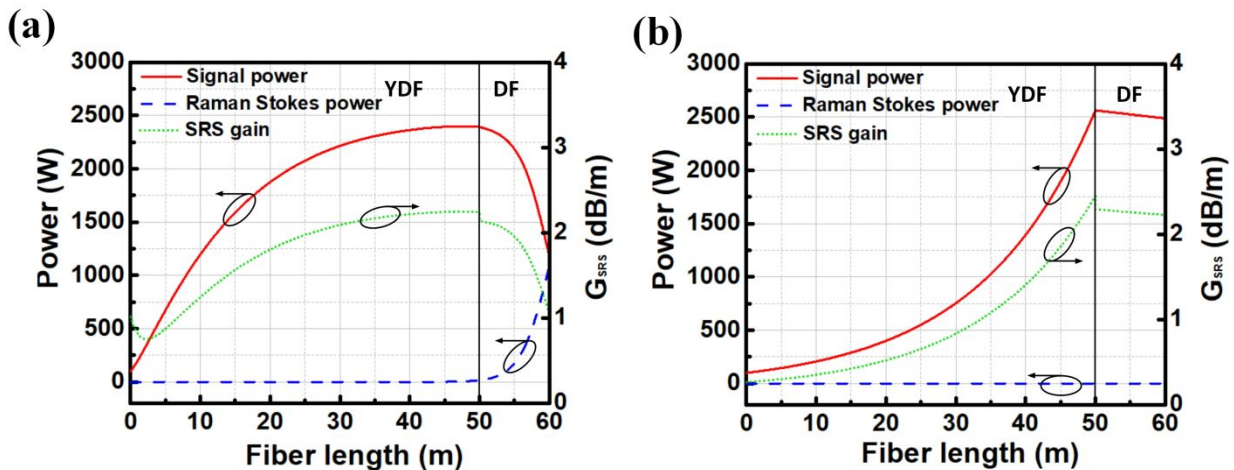 (a)
3000
2500
2000
1500
1000
500
0
Power (W)
Signal power
Raman Stokes power
SRS gain
YDF
DF
4
3
2
1
0
G_SRS (dB/m)
0 10 20 30 40 50 60
Fiber length (m)
(b)
3000
2500
2000
1500
1000
500
0
Power (W)
Signal power
Raman Stokes power
SRS gain
YDF
DF
4
3
2
1
0
G_SRS (dB/m)
0 10 20 30 40 50 60
Fiber length (m)